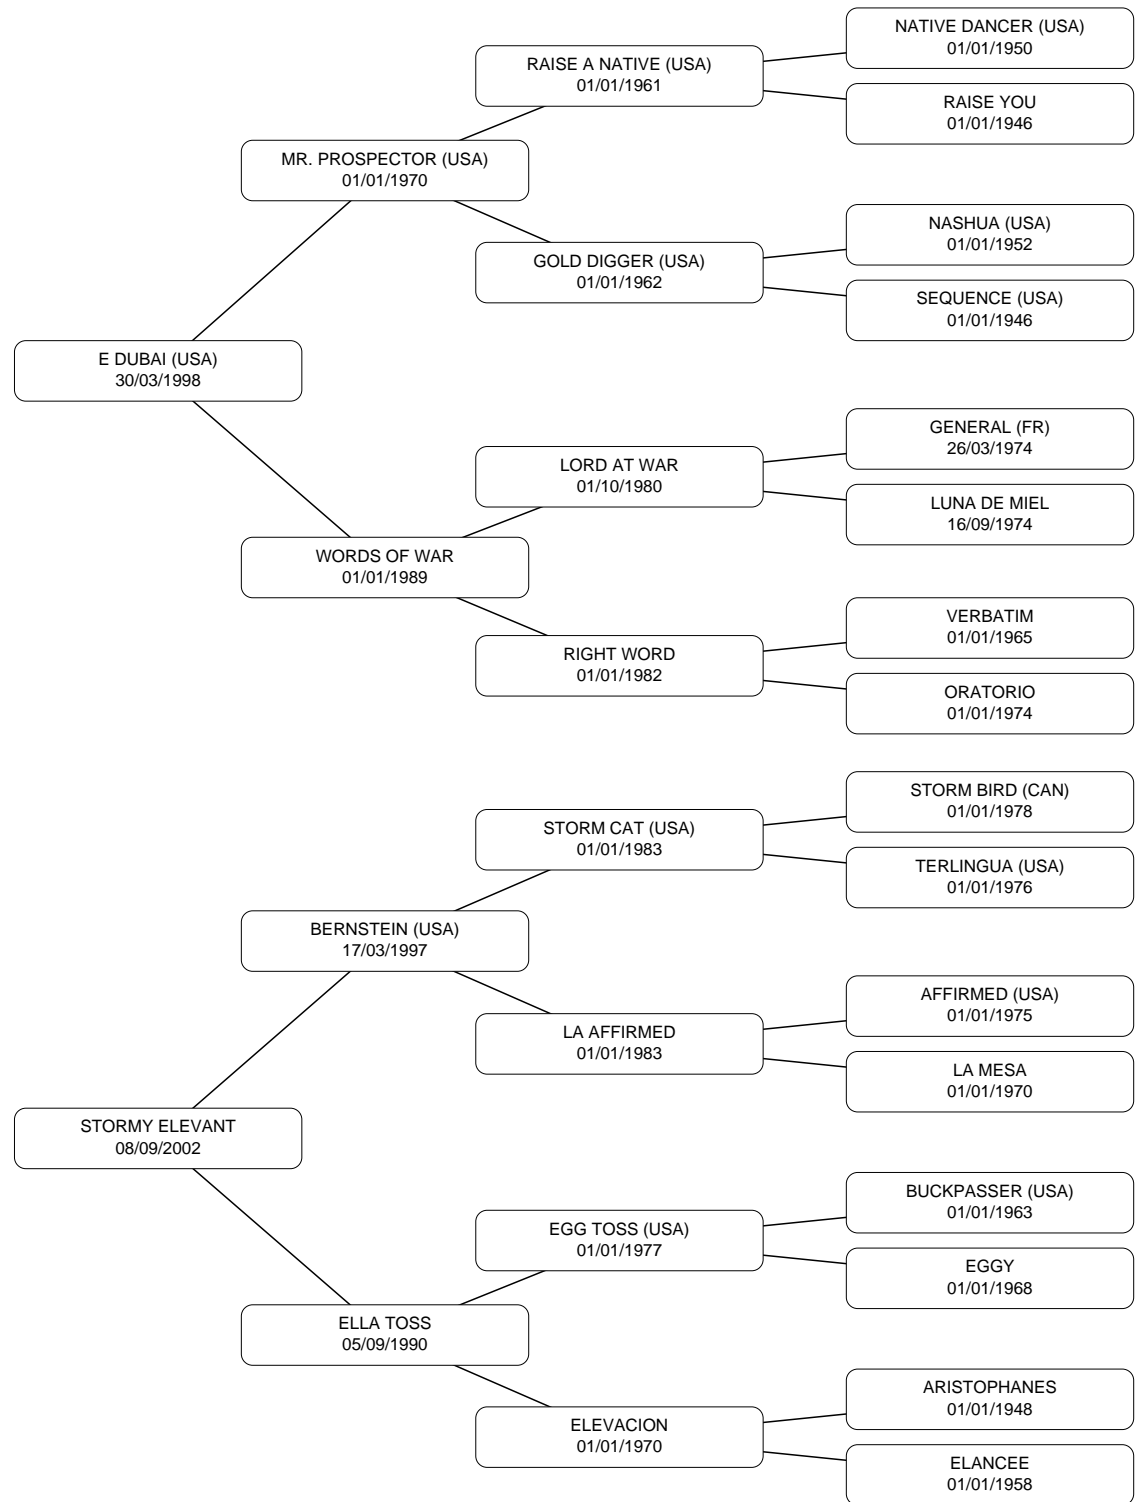 NATIVE DANCER (USA)
01/01/1950
RAISE A NATIVE (USA)
01/01/1961
RAISE YOU
01/01/1946
MR. PROSPECTOR (USA)
01/01/1970
NASHUA (USA)
01/01/1952
GOLD DIGGER (USA)
01/01/1962
SEQUENCE (USA)
01/01/1946
E DUBAI (USA)
30/03/1998
GENERAL (FR)
26/03/1974
LORD AT WAR
01/10/1980
LUNA DE MIEL
16/09/1974
WORDS OF WAR
01/01/1989
VERBATIM
01/01/1965
RIGHT WORD
01/01/1982
ORATORIO
01/01/1974
STORM BIRD (CAN)
01/01/1978
STORM CAT (USA)
01/01/1983
TERLINGUA (USA)
01/01/1976
BERNSTEIN (USA)
17/03/1997
AFFIRMED (USA)
01/01/1975
LA AFFIRMED
01/01/1983
LA MESA
01/01/1970
STORMY ELEVANT
08/09/2002
BUCKPASSER (USA)
01/01/1963
EGG TOSS (USA)
01/01/1977
EGGY
01/01/1968
ELLA TOSS
05/09/1990
ARISTOPHANES
01/01/1948
ELEVACION
01/01/1970
ELANCEE
01/01/1958